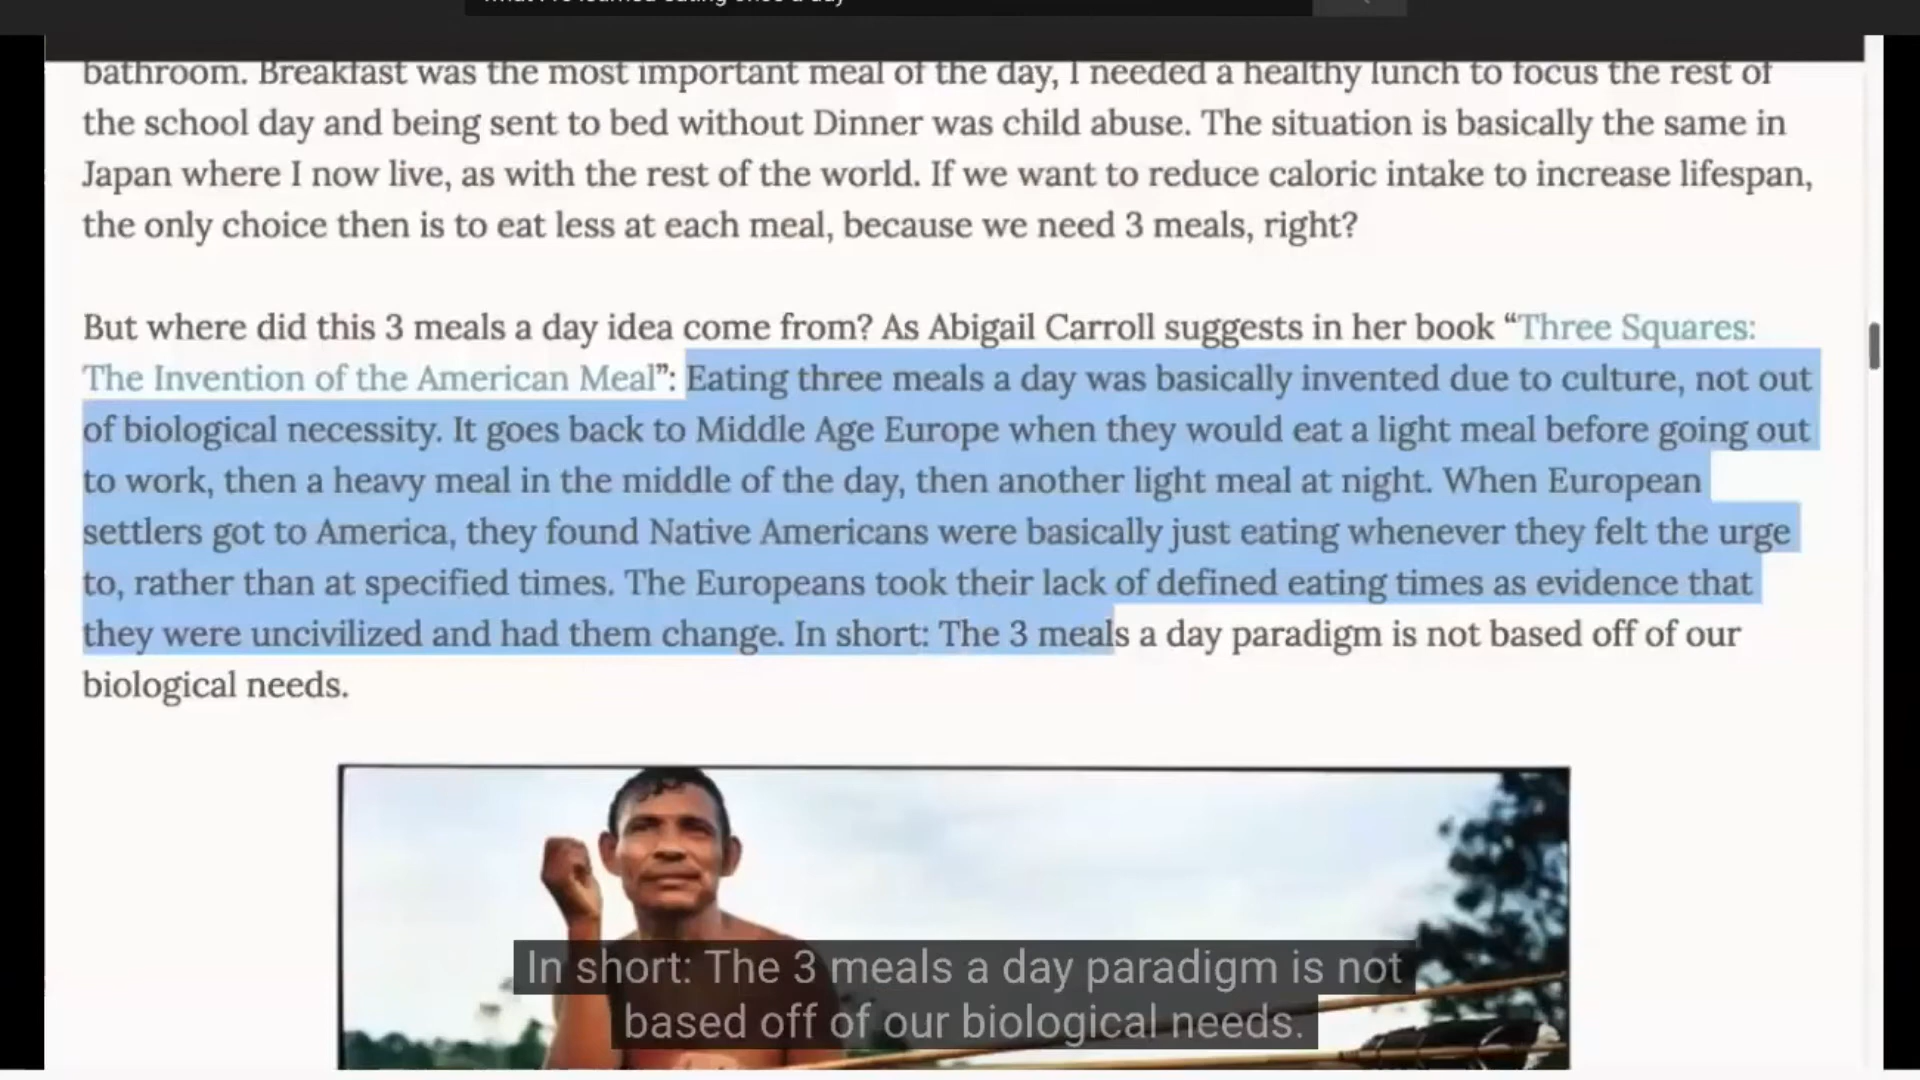 what I've learned eating once a day
bathroom. Breakfast was the most important meal of the day, I needed a healthy lunch to focus the rest of
the school day and being sent to bed without Dinner was child abuse. The situation is basically the same in
Japan where I now live, as with the rest of the world. If we want to reduce caloric intake to increase lifespan,
the only choice then is to eat less at each meal, because we need 3 meals, right?
But where did this 3 meals a day idea come from? As Abigail Carroll suggests in her book “Three Squares:
The Invention of the American Meal”: Eating three meals a day was basically invented due to culture, not out
of biological necessity. It goes back to Middle Age Europe when they would eat a light meal before going out
to work, then a heavy meal in the middle of the day, then another light meal at night. When European
settlers got to America, they found Native Americans were basically just eating whenever they felt the urge
to, rather than at specified times. The Europeans took their lack of defined eating times as evidence that
they were uncivilized and had them change. In short: The 3 meals a day paradigm is not based off of our
biological needs.
In short: The 3 meals a day paradigm is not
based off of our biological needs.